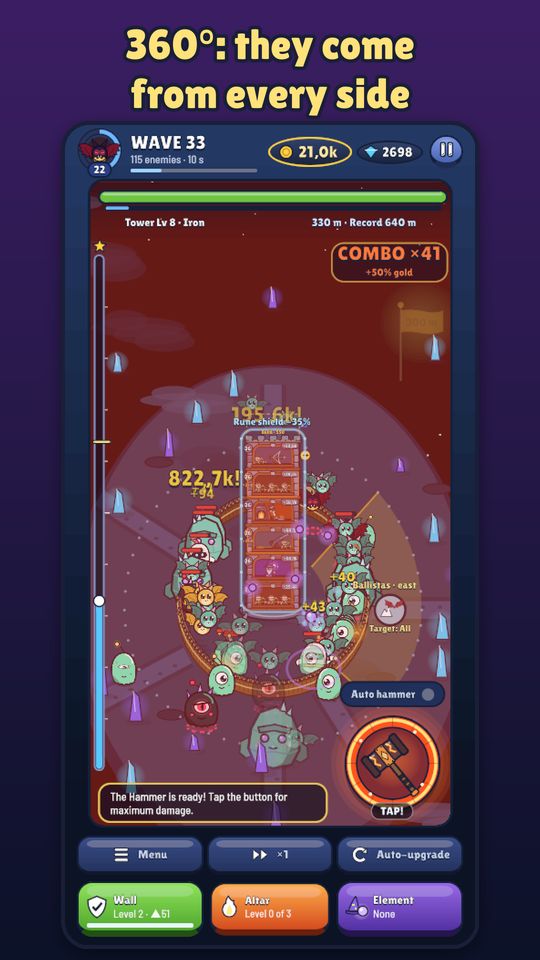 360°: they come
from every side
WAVE 33
115 enemies · 10 s
22
21,0k
2698
Tower Lv 8 · Iron
330 m · Record 640 m
COMBO ×41
+50% gold
300 m
195,6k!
Rune shield -35%
822,7k!
+94
+40
Ballistas · east
+43
Target: All
Auto hammer
The Hammer is ready! Tap the button for
maximum damage.
TAP!
Menu
×1
Auto-upgrade
Wall
Level 2 · ▲51
Altar
Level 0 of 3
Element
None